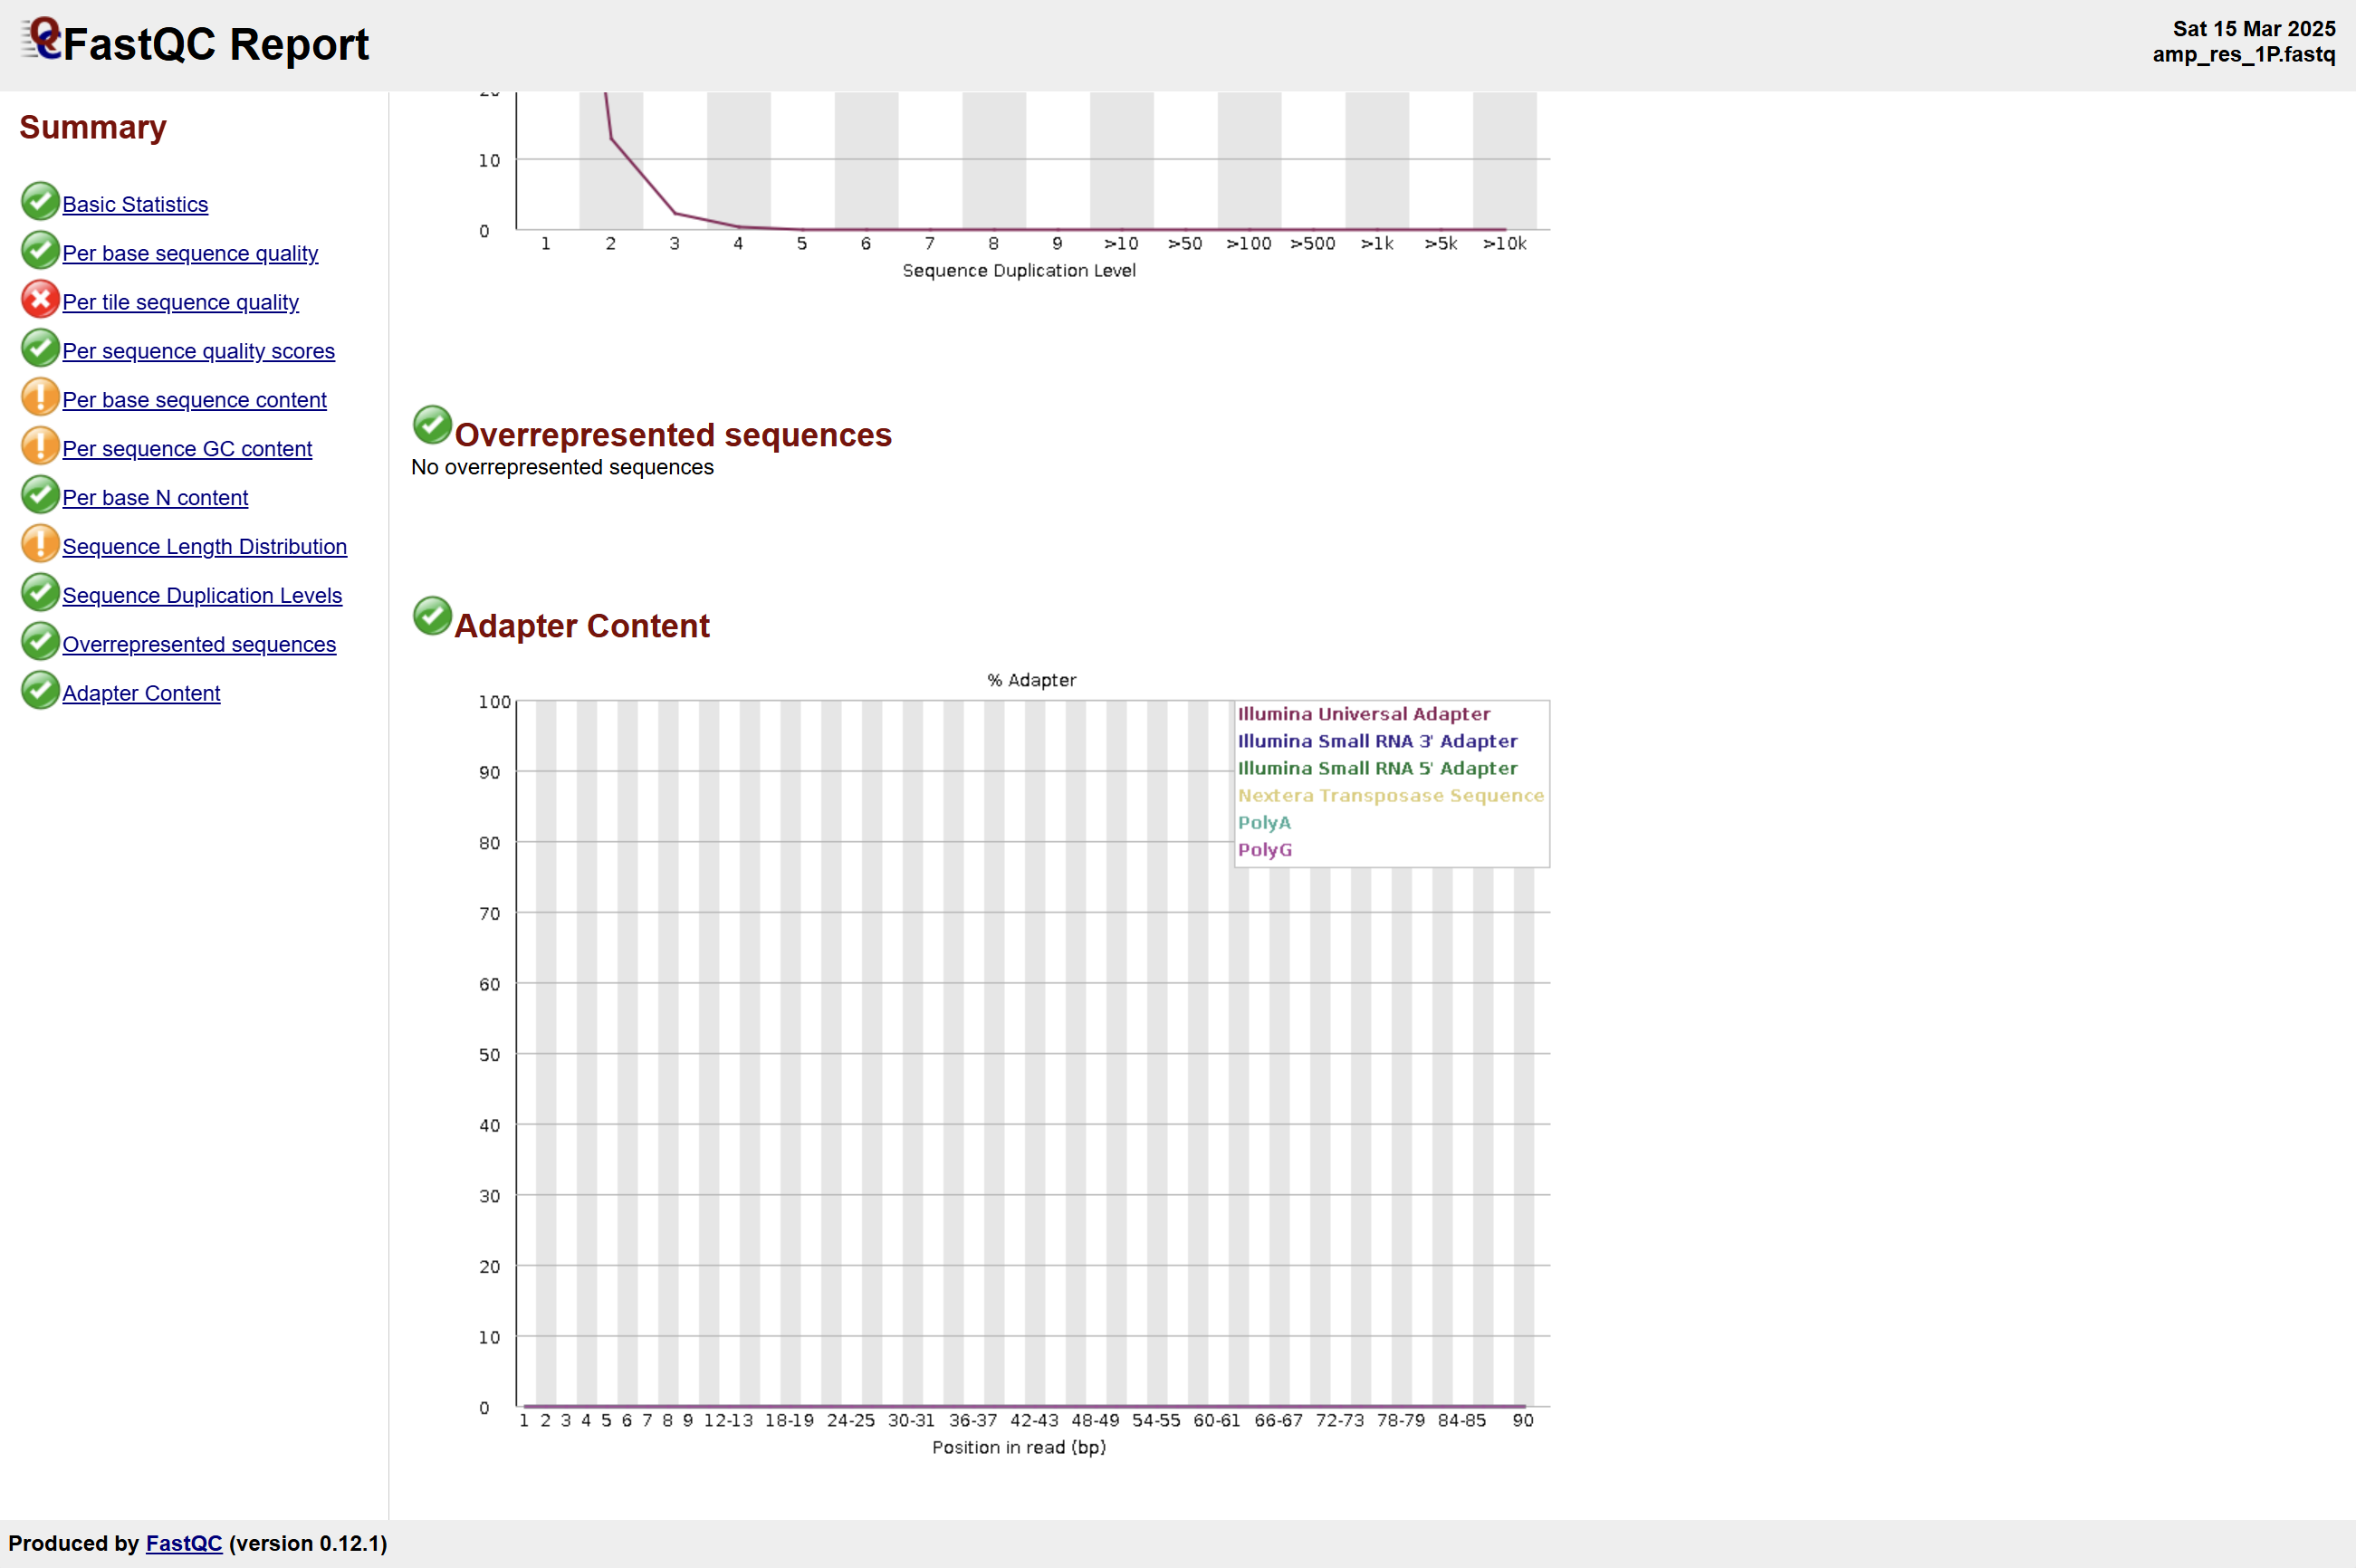 FastQC Report
Sat 15 Mar 2025
amp_res_1P.fastq
Summary
Basic Statistics
Per base sequence quality
Per tile sequence quality
Per sequence quality scores
Per base sequence content
Per sequence GC content
Per base N content
Sequence Length Distribution
Sequence Duplication Levels
Overrepresented sequences
Adapter Content
10
0
1 2 3 4 5 6 7 8 9 >10 >50 >100 >500 >1k >5k >10k
Sequence Duplication Level
Overrepresented sequences
No overrepresented sequences
Adapter Content
% Adapter
Illumina Universal Adapter
Illumina Small RNA 3' Adapter
Illumina Small RNA 5' Adapter
Nextera Transposase Sequence
PolyA
PolyG
100
90
80
70
60
50
40
30
20
10
0
1 2 3 4 5 6 7 8 9 12-13 18-19 24-25 30-31 36-37 42-43 48-49 54-55 60-61 66-67 72-73 78-79 84-85 90
Position in read (bp)
Produced by FastQC (version 0.12.1)